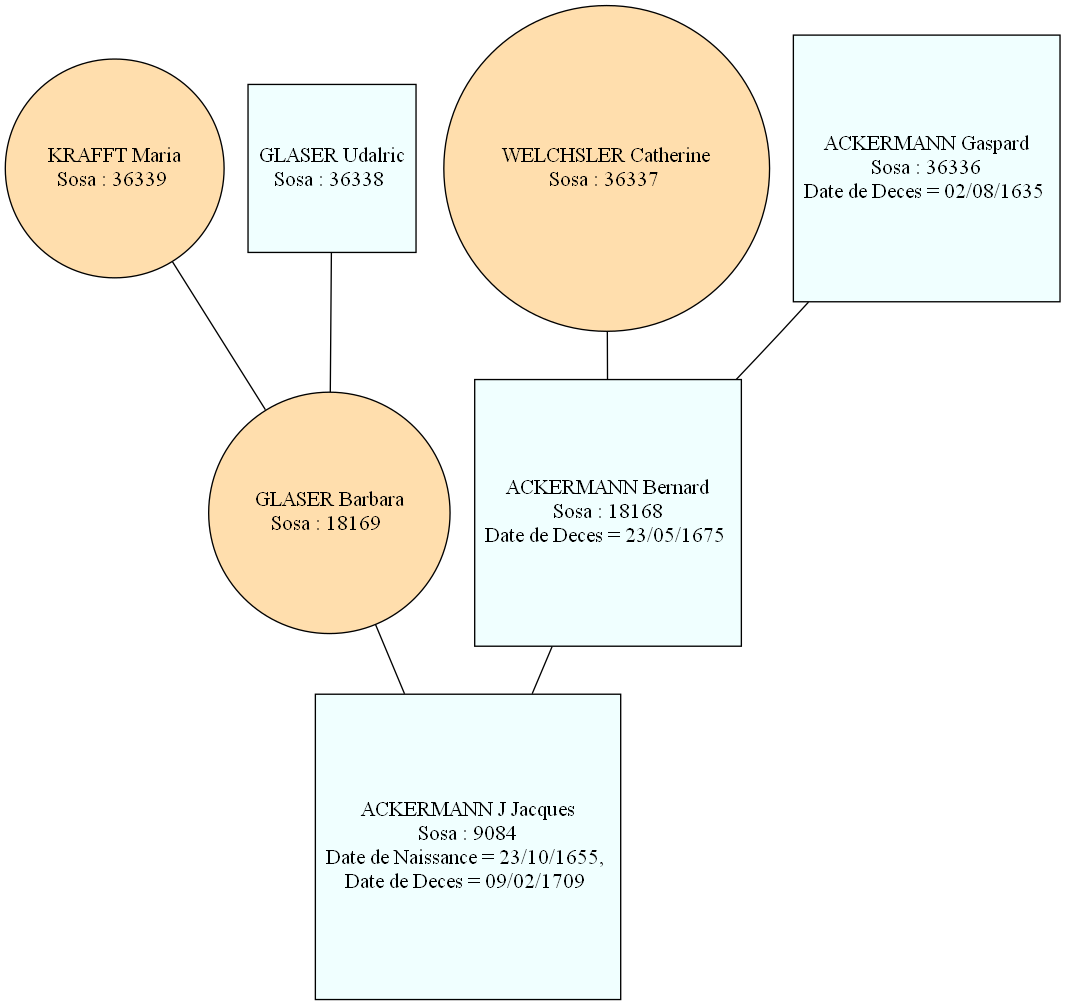 KRAFFT Maria
Sosa : 36339
GLASER Udalric
Sosa : 36338
WELCHSLER Catherine
Sosa : 36337
ACKERMANN Gaspard
Sosa : 36336
Date de Deces = 02/08/1635
GLASER Barbara
Sosa : 18169
ACKERMANN Bernard
Sosa : 18168
Date de Deces = 23/05/1675
ACKERMANN J Jacques
Sosa : 9084
Date de Naissance = 23/10/1655,
Date de Deces = 09/02/1709